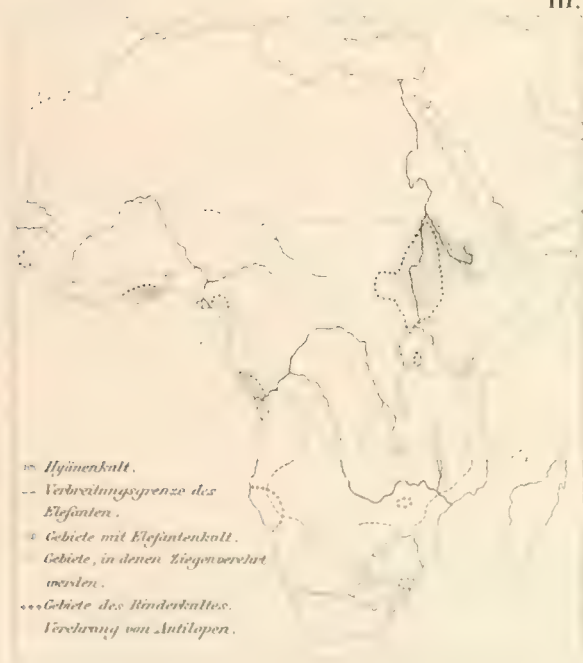 III.
Hyänenkult.
Verbreitungsgrenze des
Elefanten.
Gebiete mit Elefantenkult.
Gebiete, in denen Ziegen verehrt
werden.
Gebiete des Rinderkultes.
Verehrung von Antilopen.